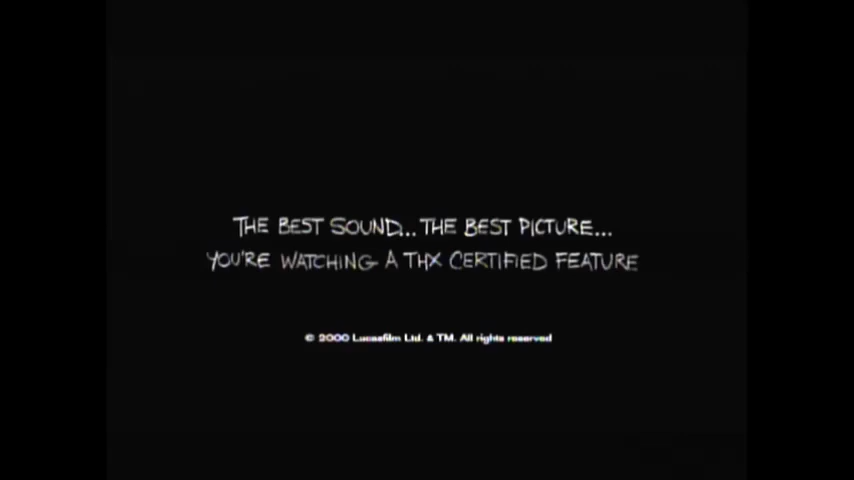 THE BEST SOUND... THE BEST PICTURE...
YOU'RE WATCHING A THX CERTIFIED FEATURE
© 2000 Lucasfilm Ltd. & TM. All rights reserved